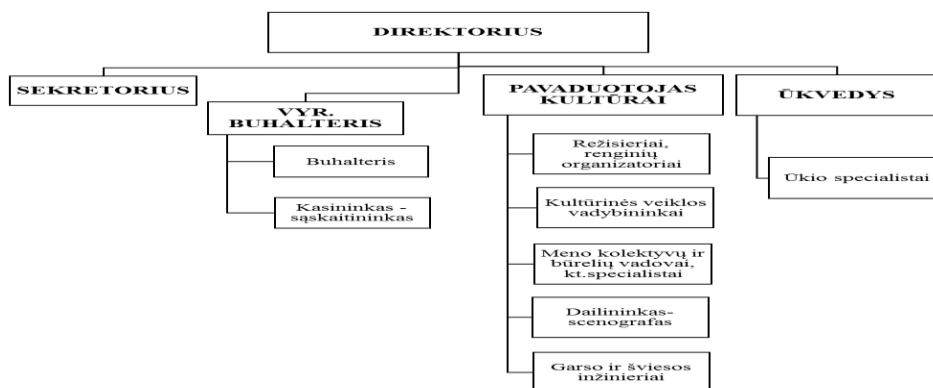 DIREKTORIUS
SEKRETORIUS
VYR.
BUHALTERIS
Buhalteris
Kasininkas -
sąskaitininkas
PAVADUOTOJAS
KULTŪRAI
Režisieriai,
renginių
organizatoriai
Kultūrinės veiklos
vadybininkai
Meno kolektyvų ir
būrelių vadovai,
kt.specialistai
Dailininkas-
scenografas
Garso ir šviesos
inžinieriai
ŪKVEDYS
Ūkio specialistai